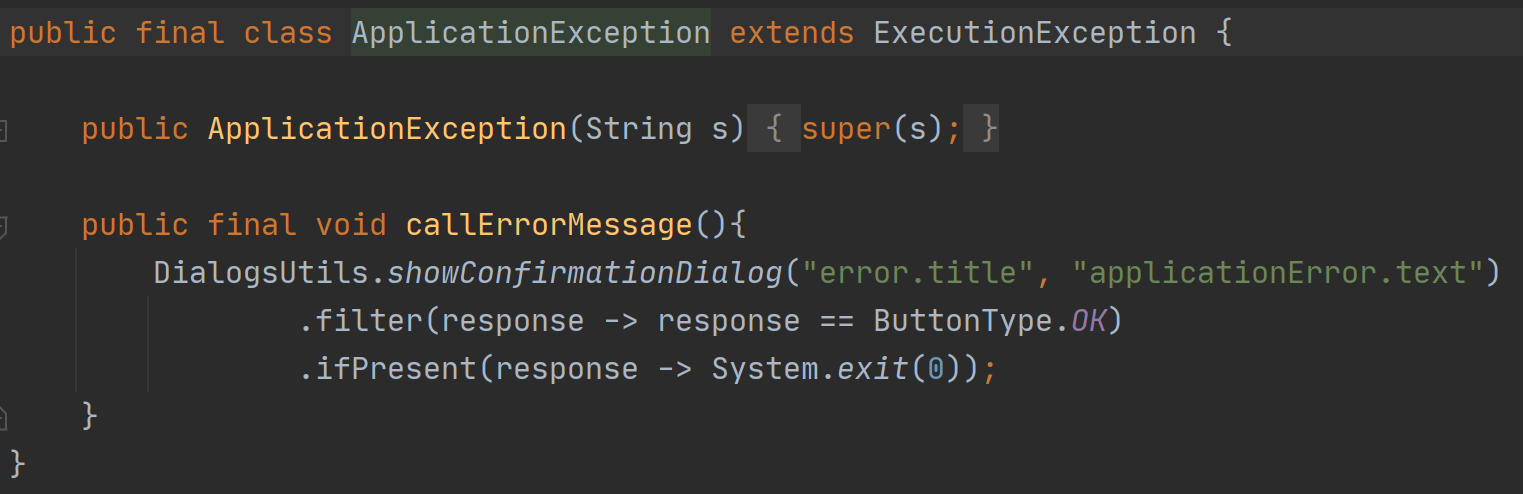 public final class ApplicationException extends ExecutionException {
public ApplicationException(String s) { super(s); }
public final void callErrorMessage(){
DialogsUtils.showConfirmationDialog("error.title", "applicationError.text")
.filter(response -> response == ButtonType.OK)
.ifPresent(response -> System.exit(0));
}
}